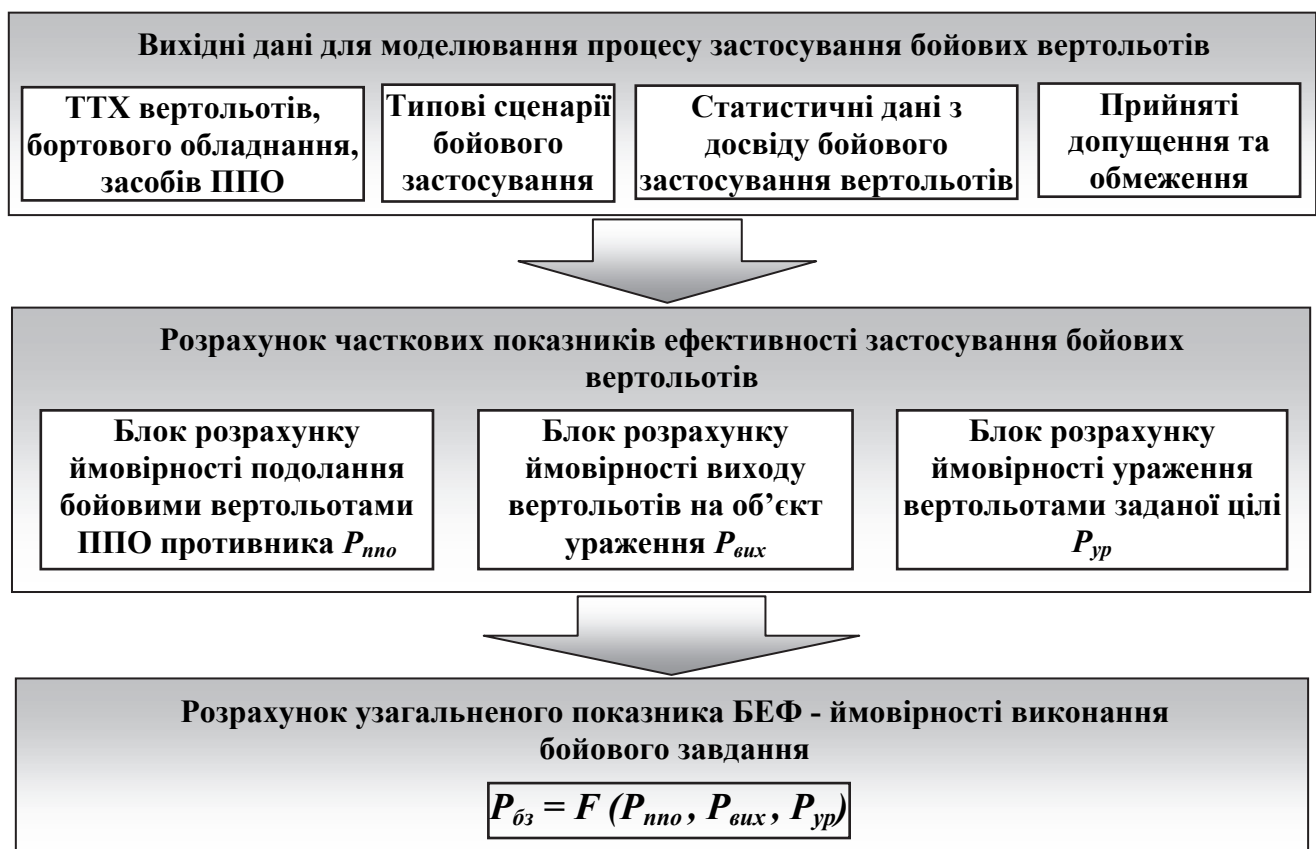 Вихідні дані для моделювання процесу застосування бойових вертольотів
ТТХ вертольотів,
бортового обладнання,
засобів ППО
Типові сценарії
бойового
застосування
Статистичні дані з
досвіду бойового
застосування вертольотів
Прийняті
допущення та
обмеження
Розрахунок часткових показників ефективності застосування бойових
вертольотів
Блок розрахунку
ймовірності подолання
бойовими вертольотами
ППО противника Pппо
Блок розрахунку
ймовірності виходу
вертольотів на об’єкт
ураження Pвих
Блок розрахунку
ймовірності ураження
вертольотами заданої цілі
Pур
Розрахунок узагальненого показника БЕФ - ймовірності виконання
бойового завдання
Pбз = F (Pппо , Pвих , Pур)